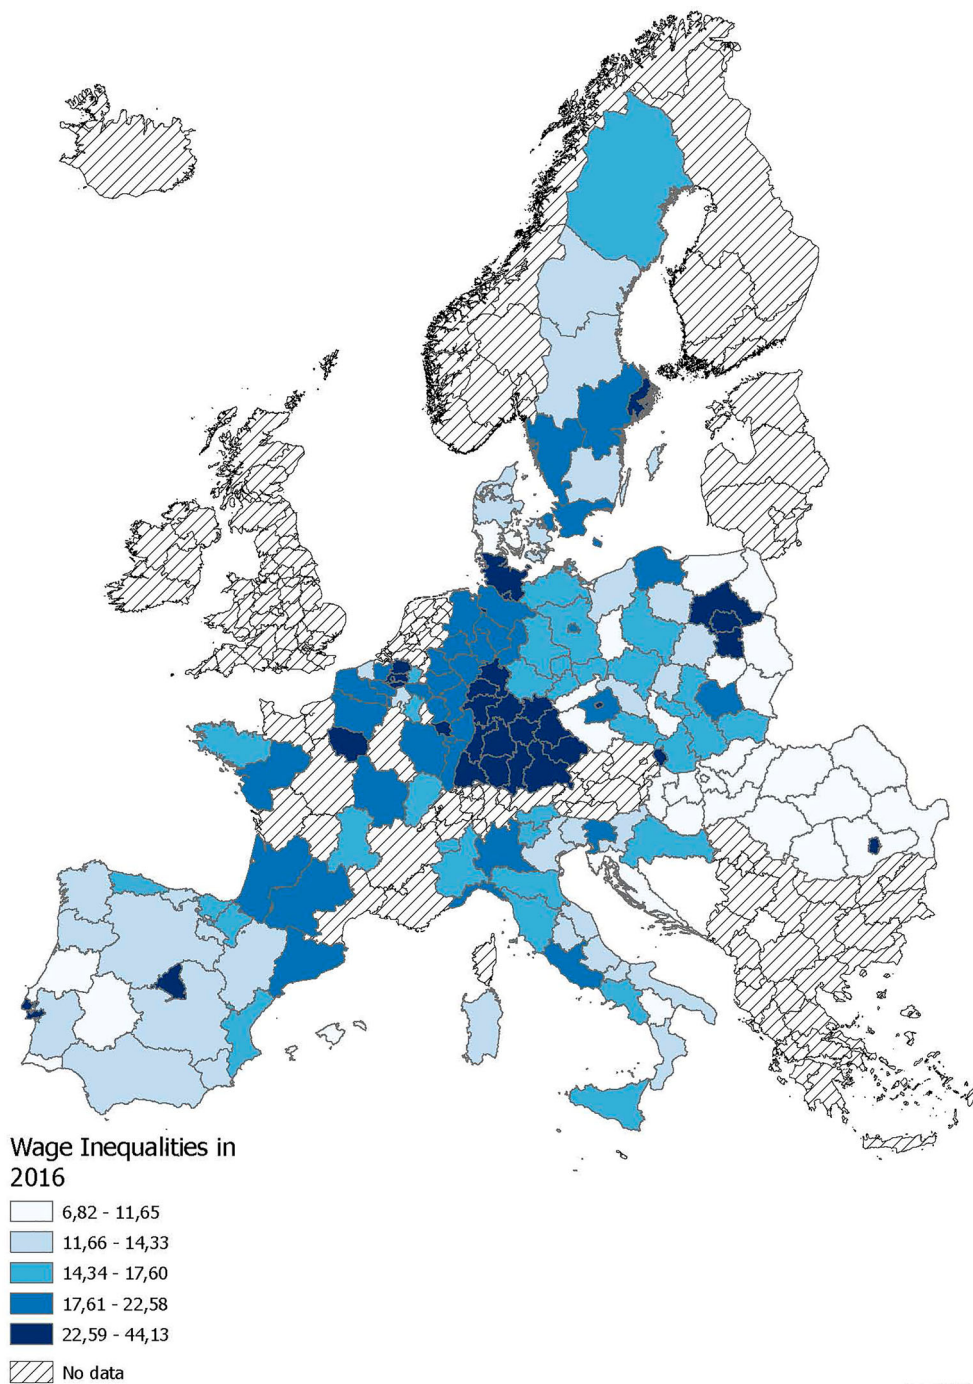 Wage Inequalities in
2016
6,82 - 11,65
11,66 - 14,33
14,34 - 17,60
17,61 - 22,58
22,59 - 44,13
No data